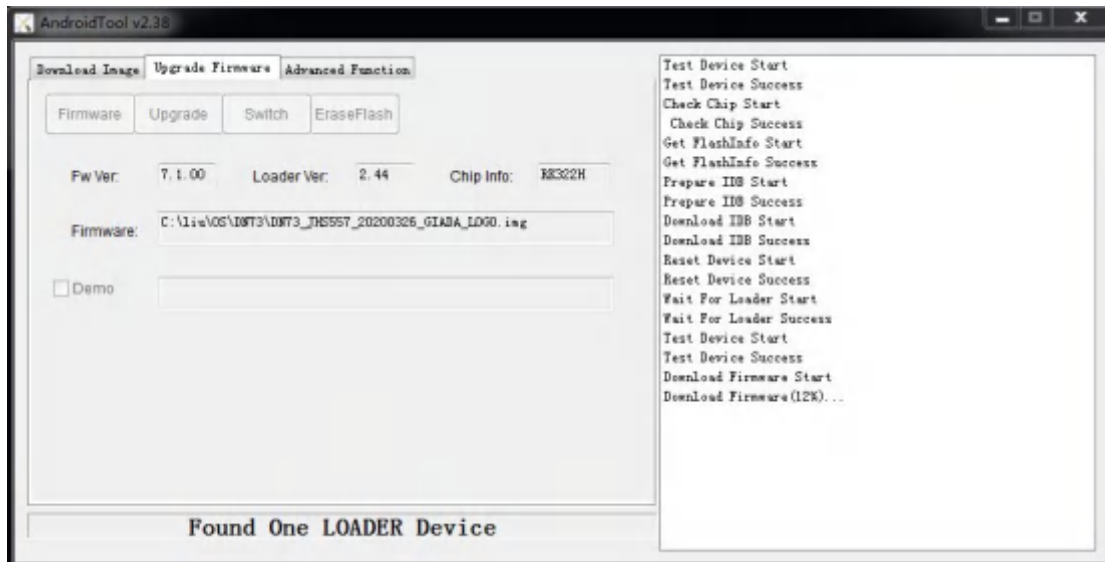 AndroidTool v2.38
Download Image
Upgrade Firmware
Advanced Function
Firmware
Upgrade
Switch
EraseFlash
Fw Ver:
7.1.00
Loader Ver:
2.44
Chip Info:
RK322H
Firmware:
C:\liu\OS\DN73\DN73_JHS557_20200326_GIADA_LOGO.img
Demo
Found One LOADER Device
Test Device Start
Test Device Success
Check Chip Start
Check Chip Success
Get FlashInfo Start
Get FlashInfo Success
Prepare IDB Start
Prepare IDB Success
Download IDB Start
Download IDB Success
Reset Device Start
Reset Device Success
Wait For Loader Start
Wait For Loader Success
Test Device Start
Test Device Success
Download Firmware Start
Download Firmware(12%)...